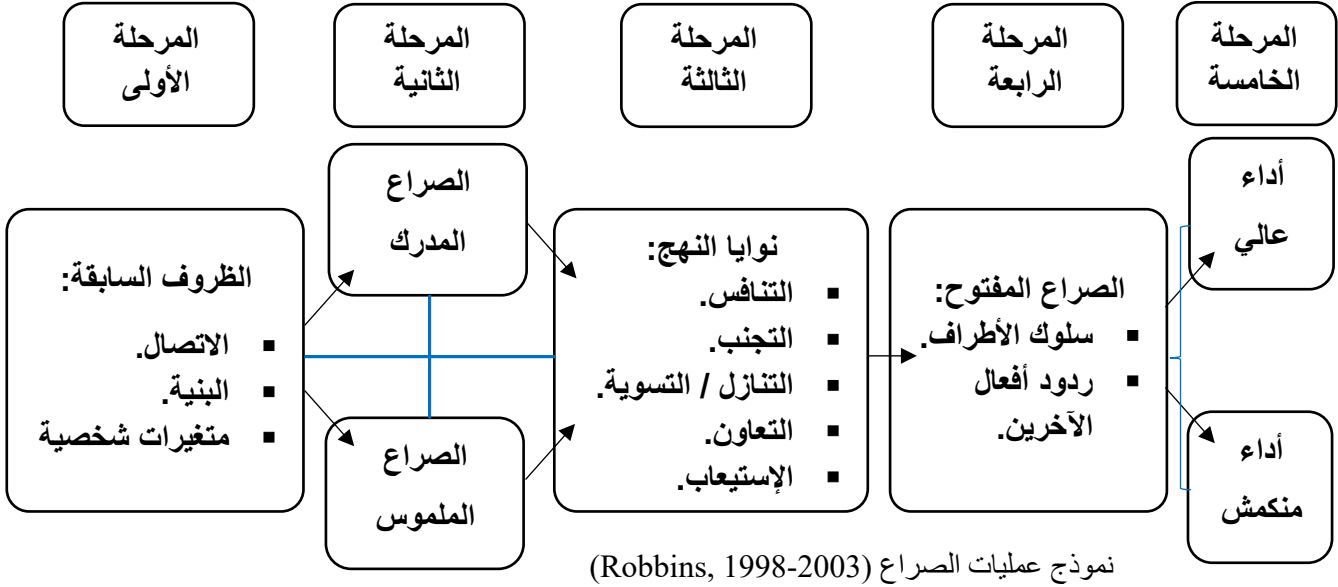 المرحلة
الأولى
المرحلة
الثانية
المرحلة
الثالثة
المرحلة
الرابعة
المرحلة
الخامسة
الظروف السابقة:
▪ الاتصال.
▪ البنية.
▪ متغيرات شخصية
الصراع
المدرك
الصراع
الملموس
نوايا النهج:
▪ التنافس.
▪ التجنب.
▪ التنازل / التسوية.
▪ التعاون.
▪ الإستيعاب.
الصراع المفتوح:
▪ سلوك الأطراف.
▪ ردود أفعال
الآخرين.
أداء
عالي
أداء
منكمش
نموذج عمليات الصراع (Robbins, 1998-2003)